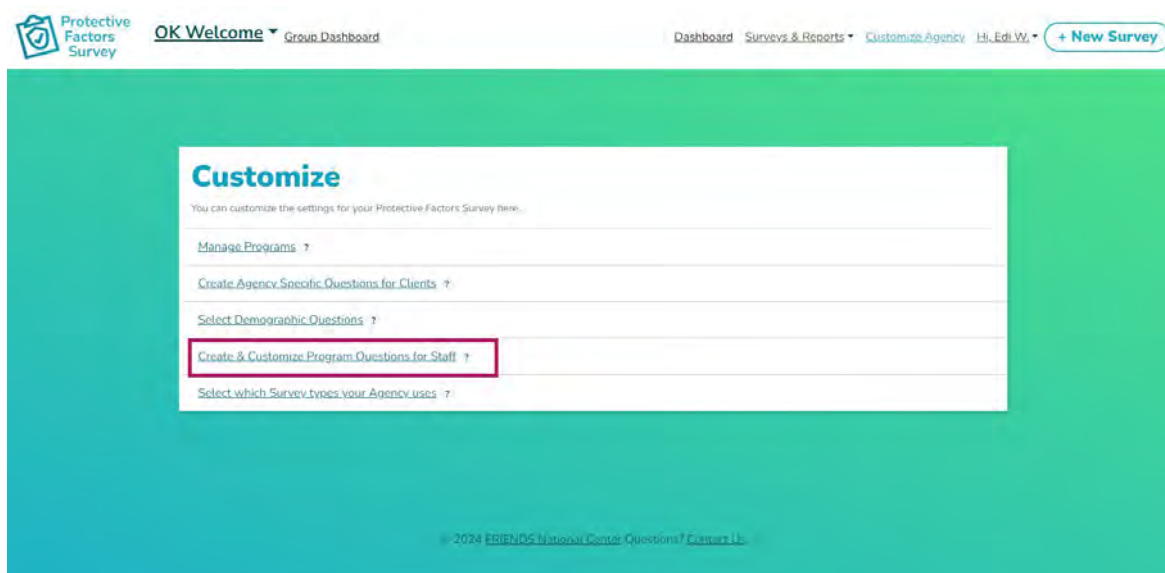 Protective
Factors
Survey
OK Welcome Group Dashboard
Dashboard Surveys & Reports Customize Agency Hi, Edi W. + New Survey
Customize
You can customize the settings for your Protective Factors Survey here.
Manage Programs ?
Create Agency Specific Questions for Clients ?
Select Demographic Questions ?
Create & Customize Program Questions for Staff ?
Select which Survey types your Agency uses ?
© 2024 FRIENDS National Center Questions? Contact Us.